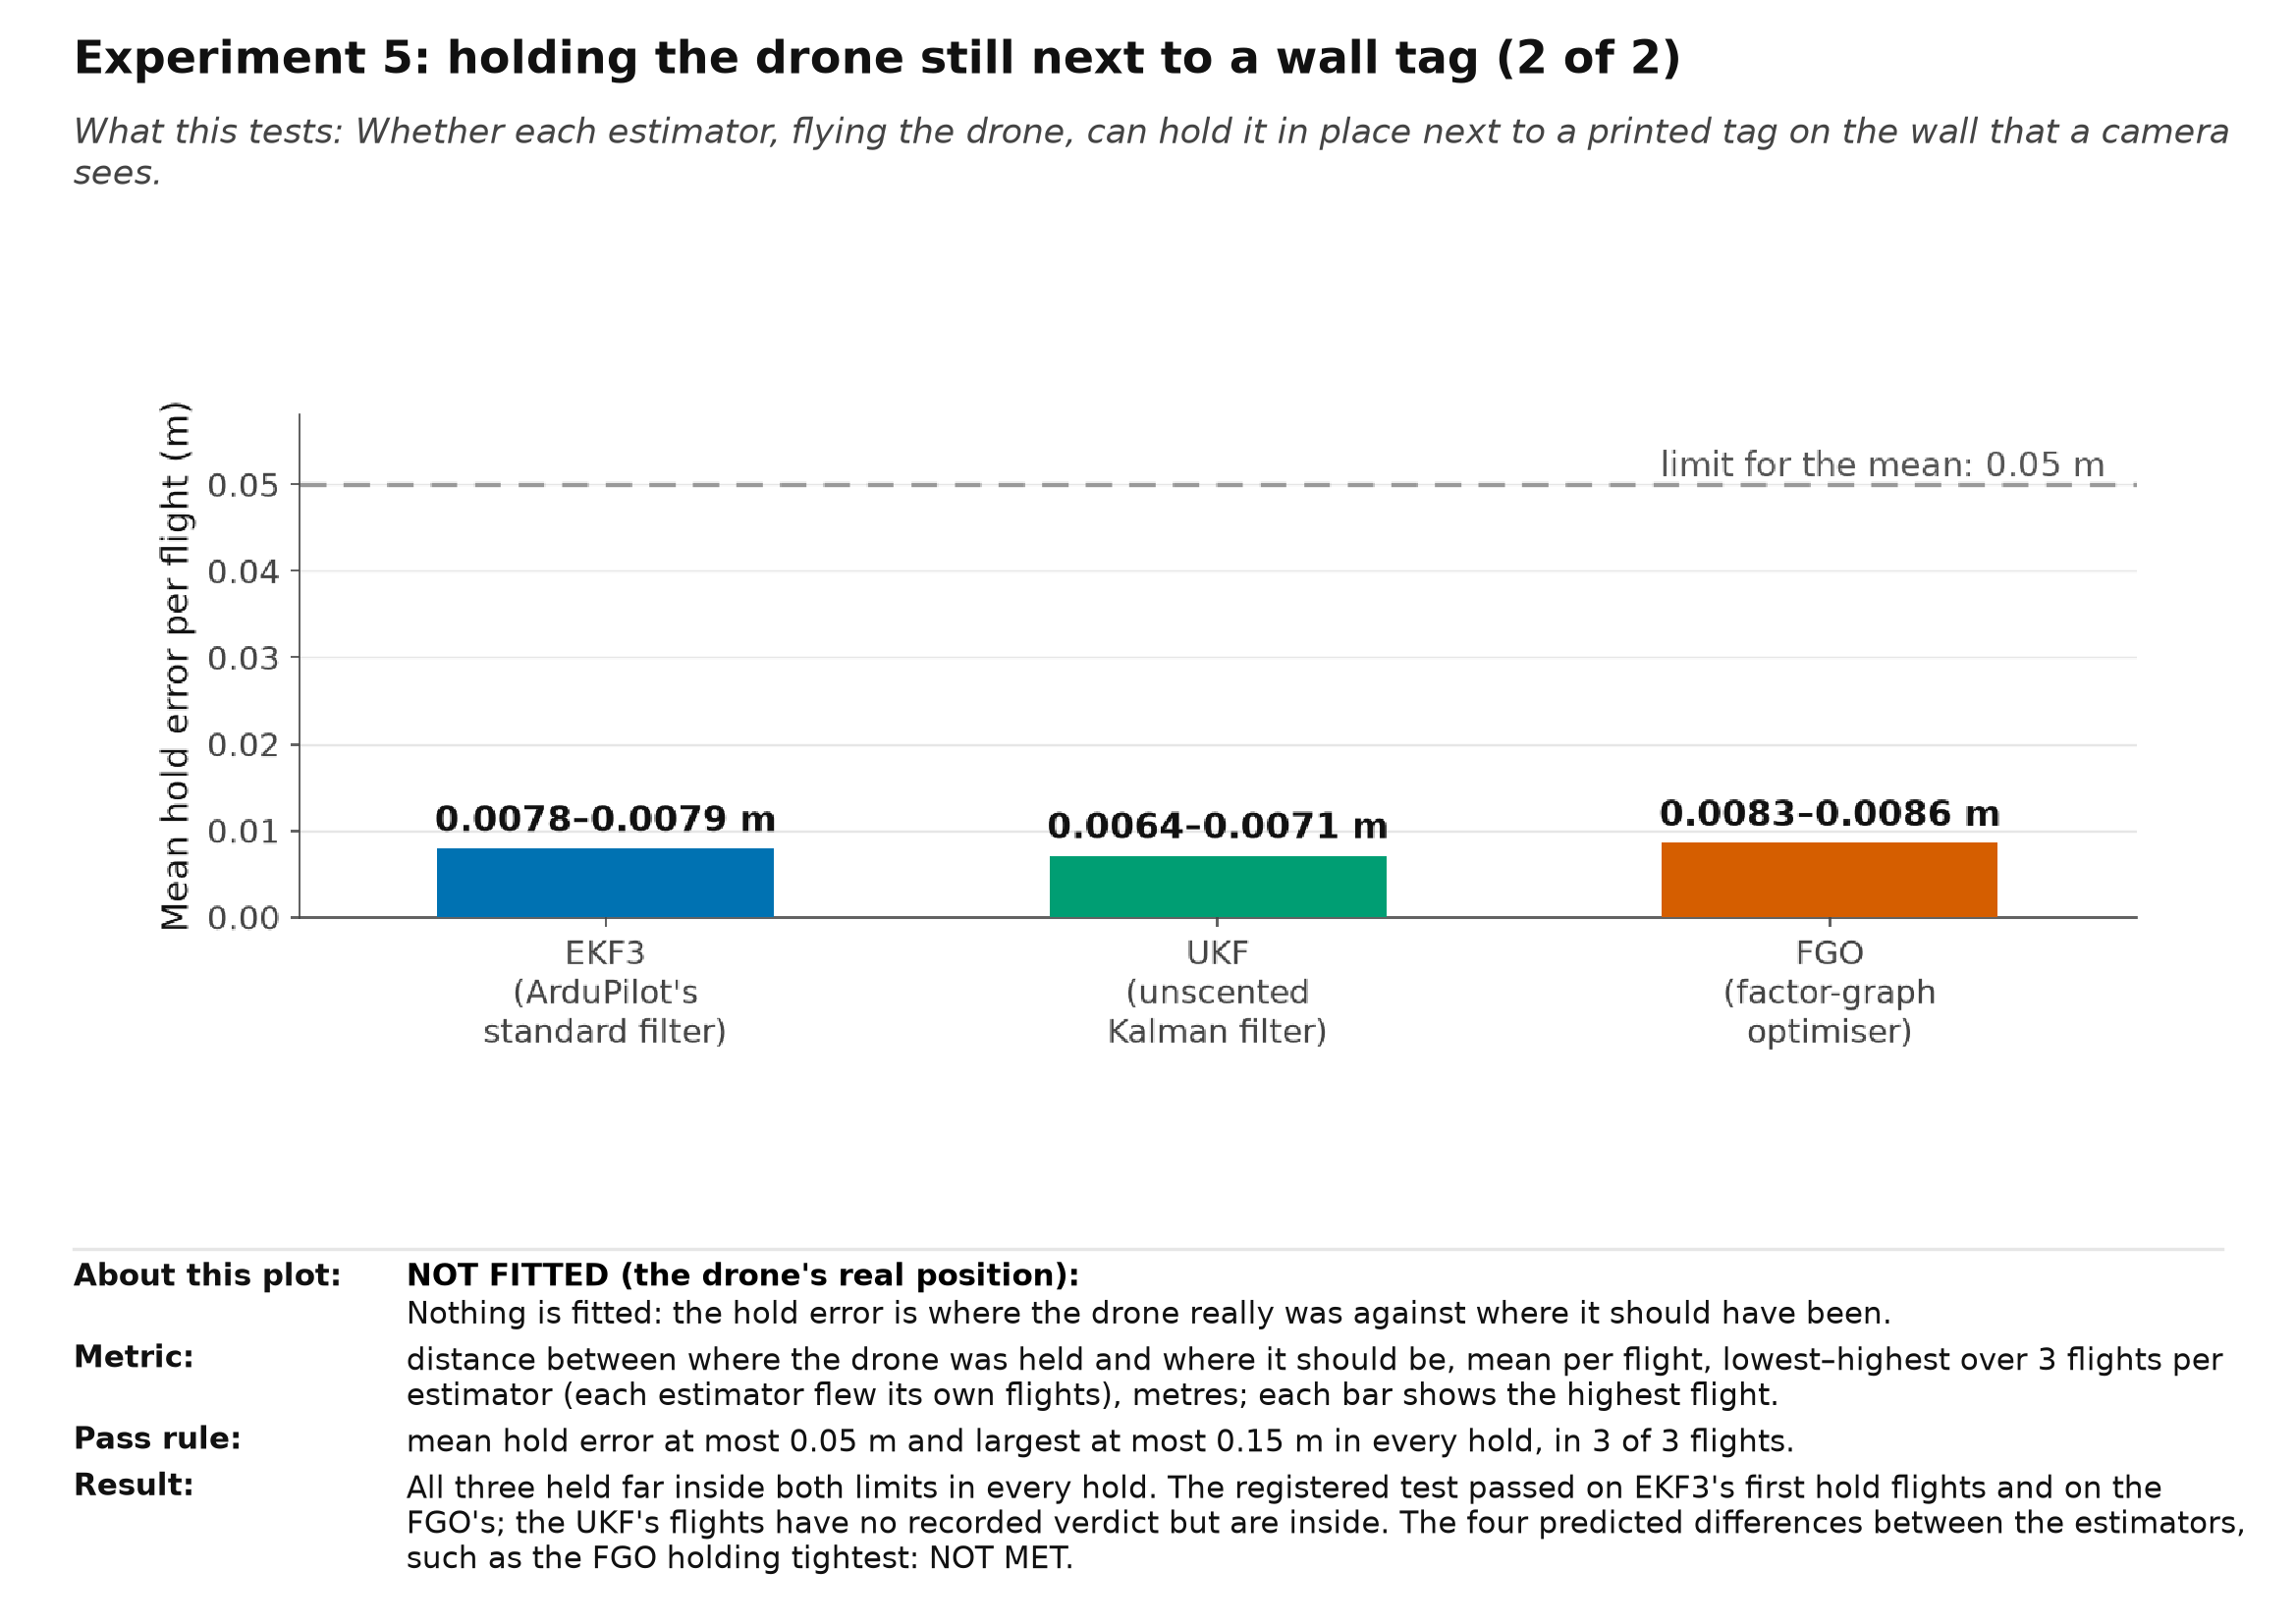 Experiment 5: holding the drone still next to a wall tag (2 of 2)
What this tests: Whether each estimator, flying the drone, can hold it in place next to a printed tag on the wall that a camera
sees.
Mean hold error per flight (m)
limit for the mean: 0.05 m
0.05
0.04
0.03
0.02
0.01
0.00
0.0078–0.0079 m
0.0064–0.0071 m
0.0083–0.0086 m
EKF3
(ArduPilot's
standard filter)
UKF
(unscented
Kalman filter)
FGO
(factor-graph
optimiser)
About this plot:
NOT FITTED (the drone's real position):
Nothing is fitted: the hold error is where the drone really was against where it should have been.
Metric:
distance between where the drone was held and where it should be, mean per flight, lowest–highest over 3 flights per
estimator (each estimator flew its own flights), metres; each bar shows the highest flight.
Pass rule:
mean hold error at most 0.05 m and largest at most 0.15 m in every hold, in 3 of 3 flights.
Result:
All three held far inside both limits in every hold. The registered test passed on EKF3's first hold flights and on the
FGO's; the UKF's flights have no recorded verdict but are inside. The four predicted differences between the estimators,
such as the FGO holding tightest: NOT MET.